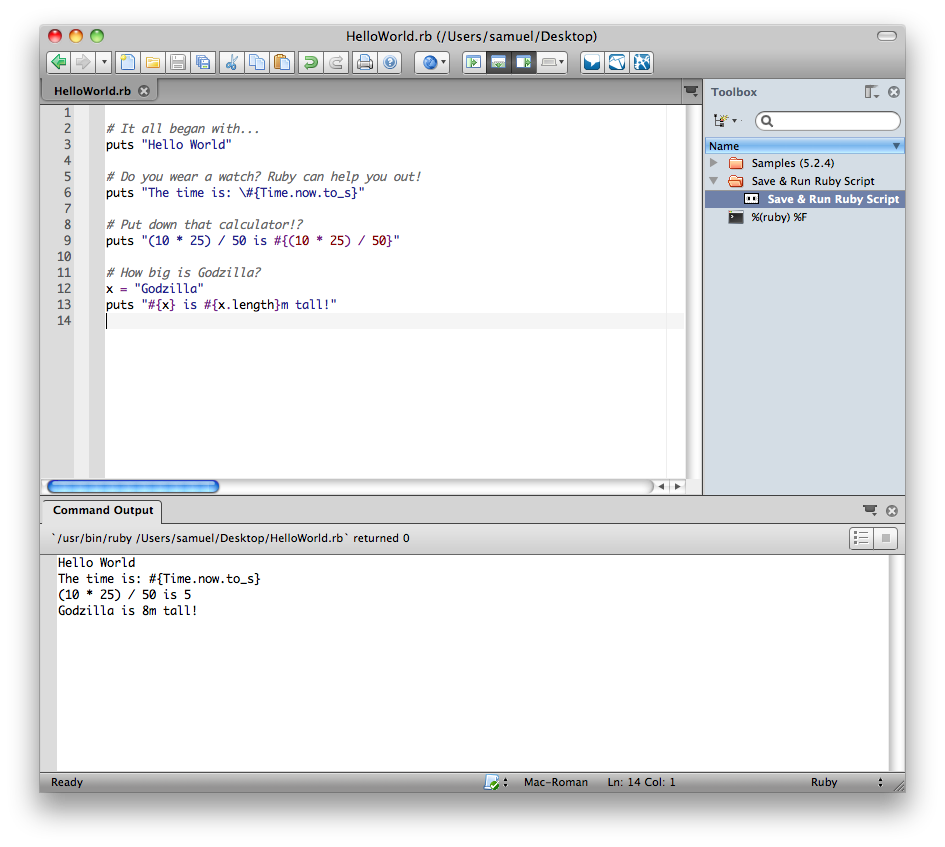 HelloWorld.rb (/Users/samuel/Desktop)
HelloWorld.rb
1
2 # It all began with...
3 puts "Hello World"
4
5 # Do you wear a watch? Ruby can help you out!
6 puts "The time is: \#{Time.now.to_s}"
7
8 # Put down that calculator!?
9 puts "(10 * 25) / 50 is #{(10 * 25) / 50}"
10
11 # How big is Godzilla?
12 x = "Godzilla"
13 puts "#{x} is #{x.length}m tall!"
14
Toolbox
Name
Samples (5.2.4)
Save & Run Ruby Script
Save & Run Ruby Script
%(ruby) %F
Command Output
`/usr/bin/ruby /Users/samuel/Desktop/HelloWorld.rb` returned 0
Hello World
The time is: #{Time.now.to_s}
(10 * 25) / 50 is 5
Godzilla is 8m tall!
Ready Mac-Roman Ln: 14 Col: 1 Ruby